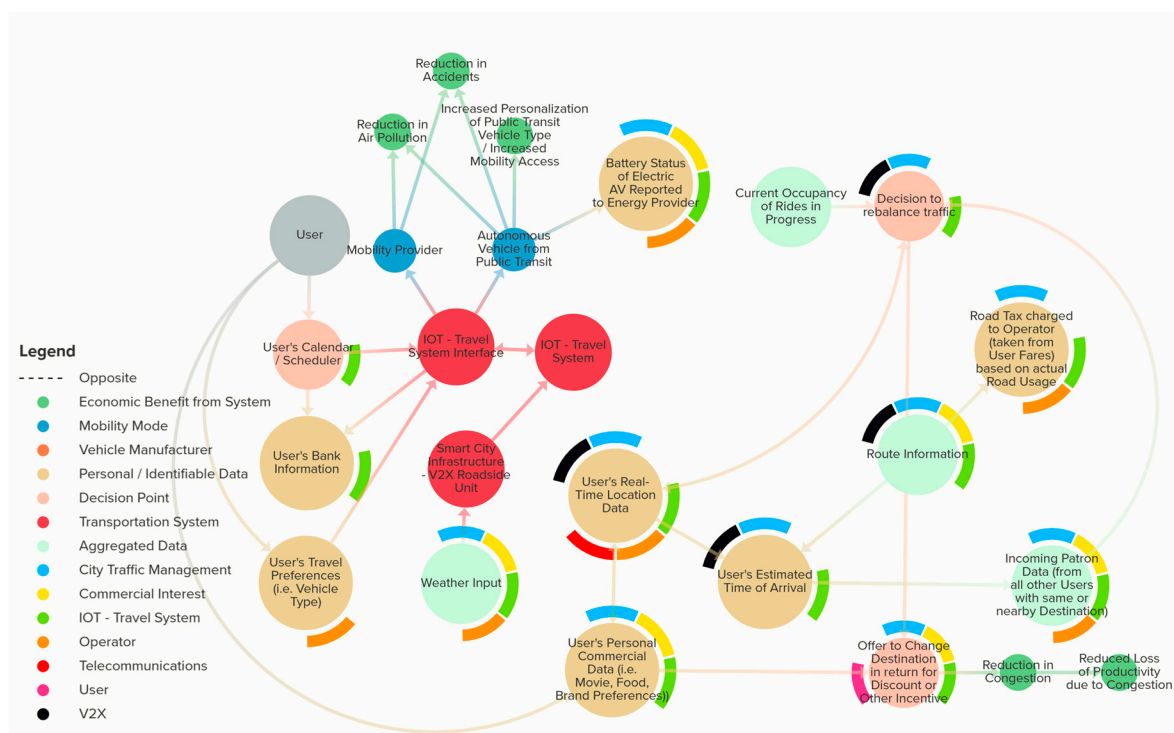 Reduction in
Accidents
Reduction in
Air Pollution
Increased Personalization
of Public Transit
Vehicle Type
/ Increased
Mobility Access
Battery Status
of Electric
AV Reported
to Energy Provider
Current Occupancy
of Rides in
Progress
Decision to
rebalance traffic
User
Mobility Provider
Autonomous
Vehicle from
Public Transit
Road Tax charged
to Operator
(taken from
User Fares)
based on actual
Road Usage
User's Calendar
/ Scheduler
IOT - Travel
System Interface
IOT - Travel
System
User's Bank
Information
Smart City
Infrastructure
- V2X Roadside
Unit
User's Real-
Time Location
Data
Route Information
User's Travel
Preferences
(i.e. Vehicle
Type)
Weather Input
User's Estimated
Time of Arrival
Incoming Patron
Data (from
all other Users
with same or
nearby Destination)
User's Personal
Commercial
Data (i.e.
Movie, Food,
Brand Preferences))
Offer to Change
Destination
in return for
Discount or
Other Incentive
Reduction in
Congestion
Reduced Loss
of Productivity
due to Congestion
Legend
Opposite
Economic Benefit from System
Mobility Mode
Vehicle Manufacturer
Personal / Identifiable Data
Decision Point
Transportation System
Aggregated Data
City Traffic Management
Commercial Interest
IOT - Travel System
Operator
Telecommunications
User
V2X